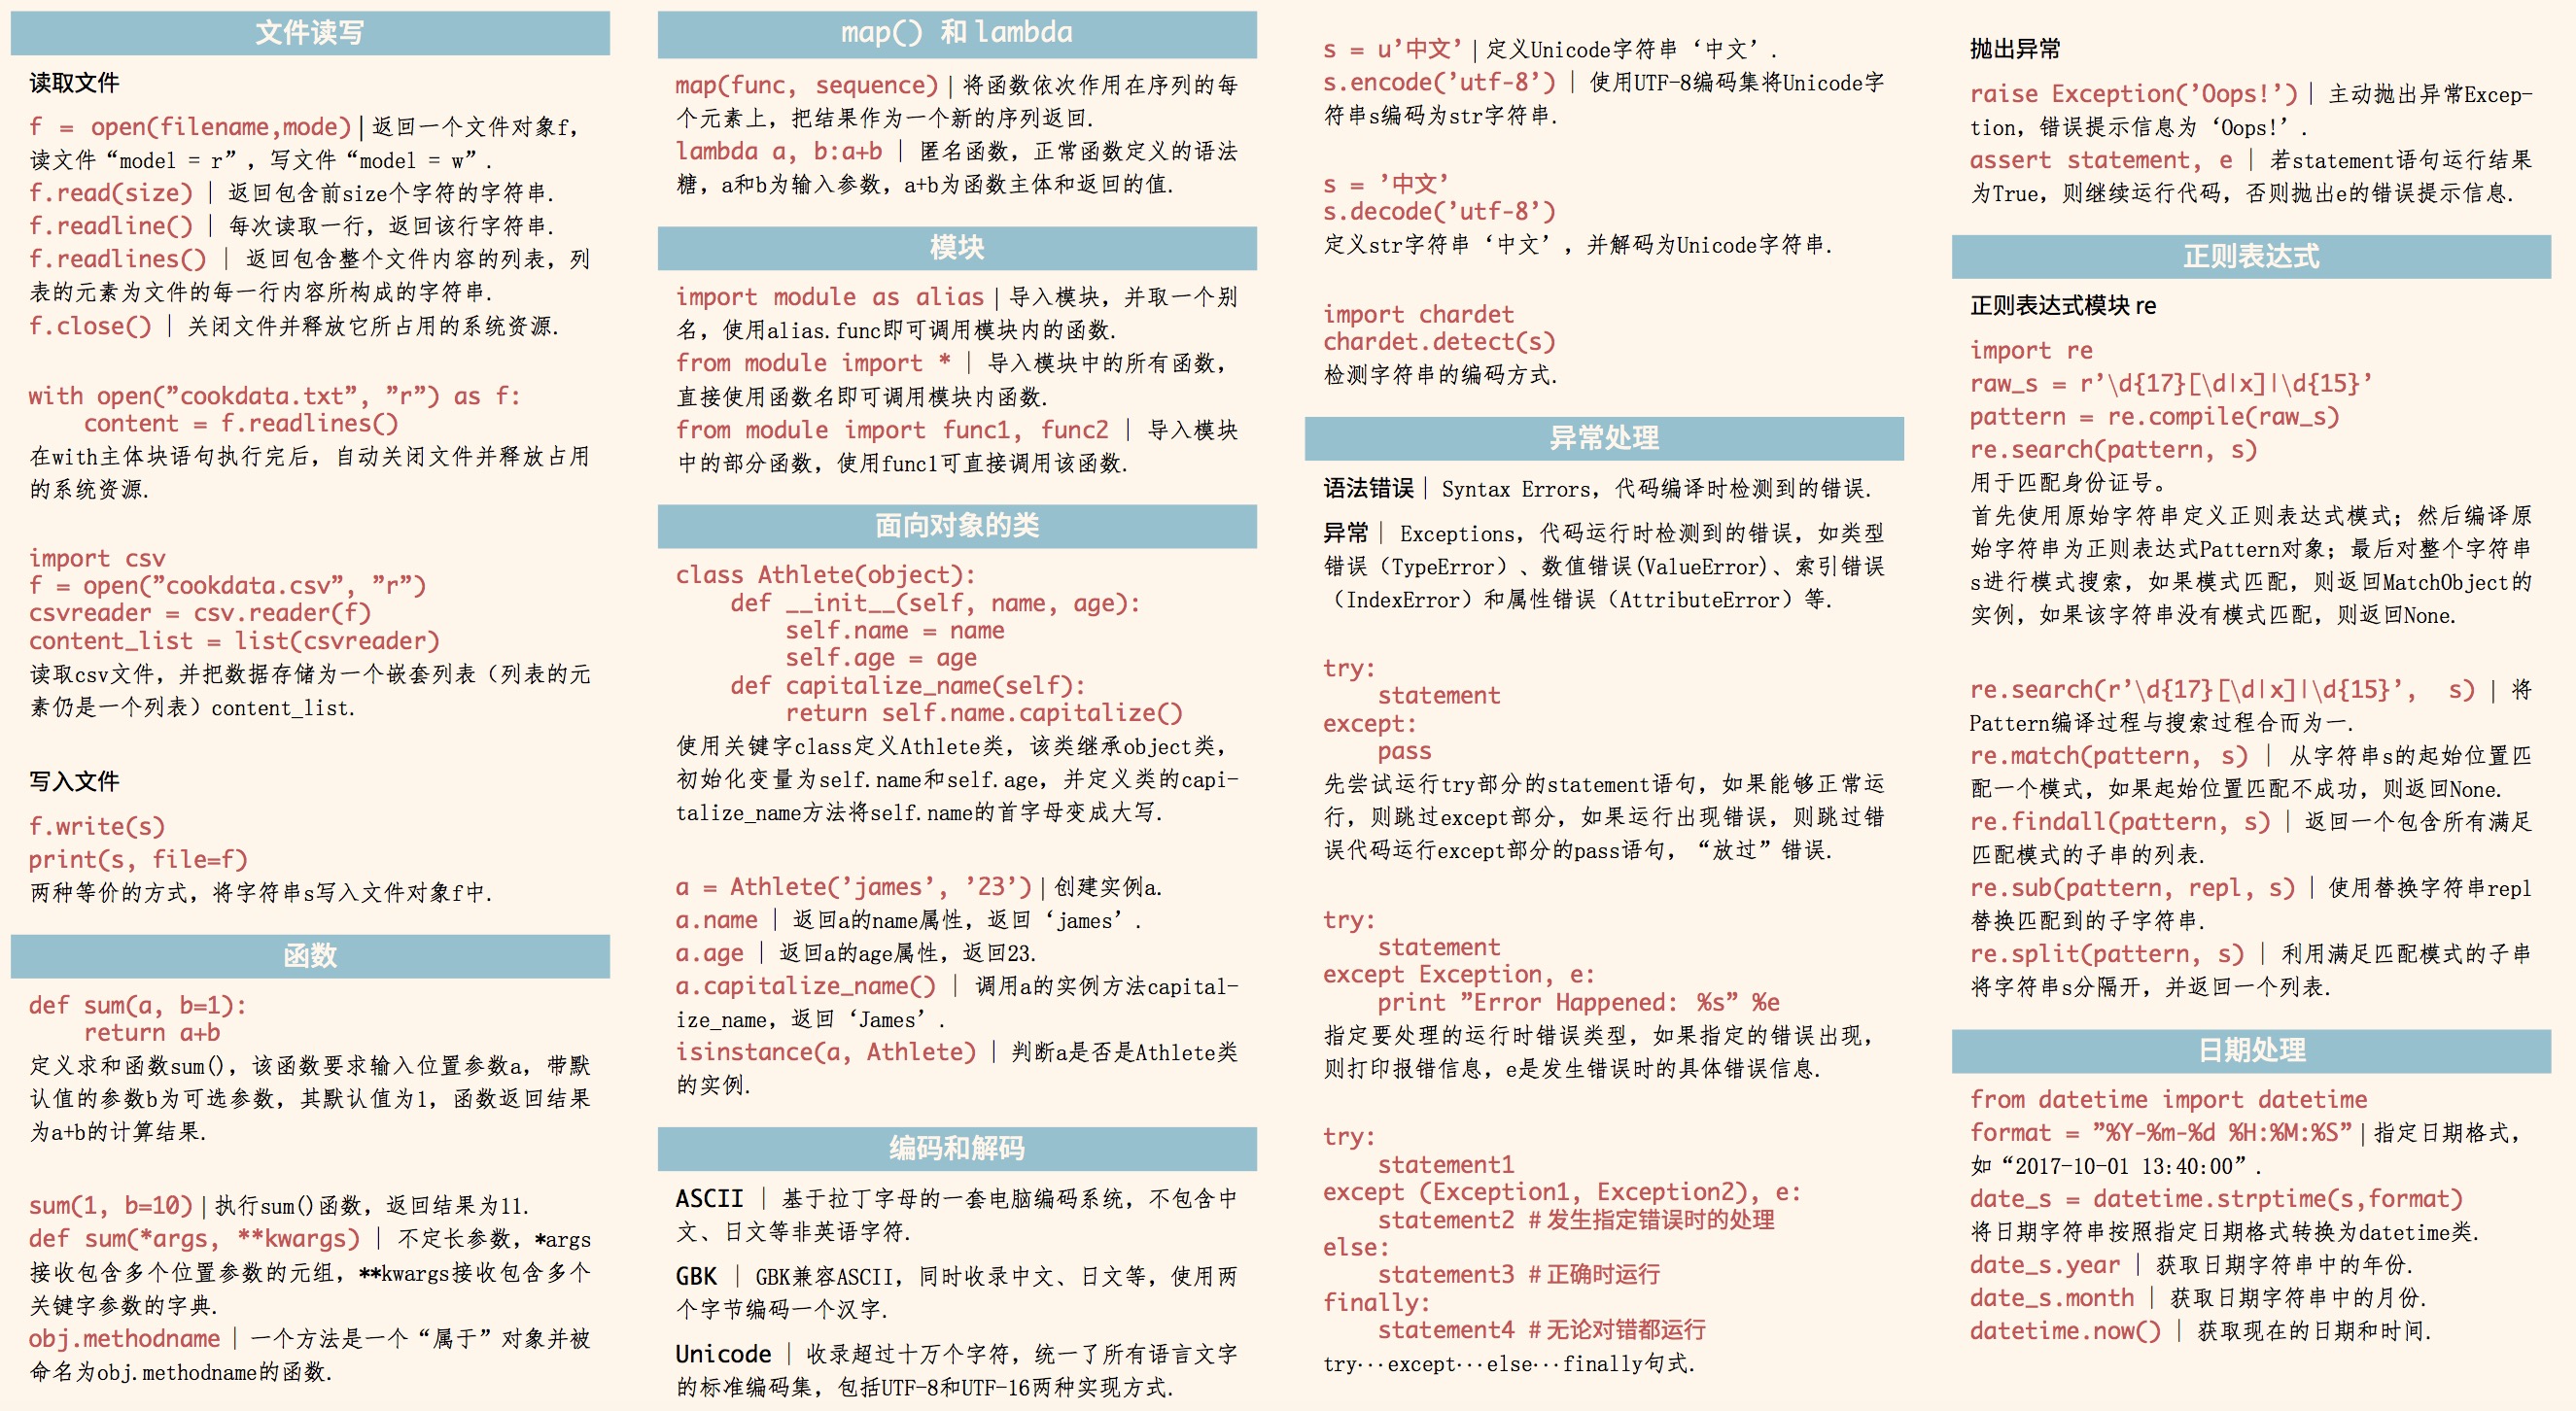 文件读写
读取文件
f = open(filename,mode)|返回一个文件对象f，
读文件“model = r”，写文件“model = w”.
f.read(size) | 返回包含前size个字符的字符串.
f.readline() | 每次读取一行，返回该行字符串.
f.readlines() | 返回包含整个文件内容的列表，列
表的元素为文件的每一行内容所构成的字符串.
f.close() | 关闭文件并释放它所占用的系统资源.
with open(”cookdata.txt”, ”r”) as f:
    content = f.readlines()
在with主体块语句执行完后，自动关闭文件并释放占用
的系统资源.
import csv
f = open(”cookdata.csv”, ”r”)
csvreader = csv.reader(f)
content_list = list(csvreader)
读取csv文件，并把数据存储为一个嵌套列表（列表的元
素仍是一个列表）content_list.
写入文件
f.write(s)
print(s, file=f)
两种等价的方式，将字符串s写入文件对象f中.
函数
def sum(a, b=1):
    return a+b
定义求和函数sum()，该函数要求输入位置参数a，带默
认值的参数b为可选参数，其默认值为1，函数返回结果
为a+b的计算结果.
sum(1, b=10)|执行sum()函数，返回结果为11.
def sum(*args, **kwargs) | 不定长参数，*args
接收包含多个位置参数的元组，**kwargs接收包含多个
关键字参数的字典.
obj.methodname | 一个方法是一个“属于”对象并被
命名为obj.methodname的函数.
map() 和 lambda
map(func, sequence)|将函数依次作用在序列的每
个元素上，把结果作为一个新的序列返回.
lambda a, b:a+b | 匿名函数，正常函数定义的语法
糖，a和b为输入参数，a+b为函数主体和返回的值.
模块
import module as alias|导入模块，并取一个别
名，使用alias.func即可调用模块内的函数.
from module import * | 导入模块中的所有函数，
直接使用函数名即可调用模块内函数.
from module import func1, func2 | 导入模块
中的部分函数，使用func1可直接调用该函数.
面向对象的类
class Athlete(object):
    def __init__(self, name, age):
        self.name = name
        self.age = age
    def capitalize_name(self):
        return self.name.capitalize()
使用关键字class定义Athlete类，该类继承object类，
初始化变量为self.name和self.age，并定义类的capi-
talize_name方法将self.name的首字母变成大写.
a = Athlete(’james’, ’23’)|创建实例a.
a.name | 返回a的name属性，返回‘james’.
a.age | 返回a的age属性，返回23.
a.capitalize_name() | 调用a的实例方法capital-
ize_name，返回‘James’.
isinstance(a, Athlete) | 判断a是否是Athlete类
的实例.
编码和解码
ASCII | 基于拉丁字母的一套电脑编码系统，不包含中
文、日文等非英语字符.
GBK | GBK兼容ASCII，同时收录中文、日文等，使用两
个字节编码一个汉字.
Unicode | 收录超过十万个字符，统一了所有语言文字
的标准编码集，包括UTF-8和UTF-16两种实现方式.
s = u’中文’|定义Unicode字符串‘中文’.
s.encode(’utf-8’) | 使用UTF-8编码集将Unicode字
符串s编码为str字符串.
s = ’中文’
s.decode(’utf-8’)
定义str字符串‘中文’，并解码为Unicode字符串.
import chardet
chardet.detect(s)
检测字符串的编码方式.
异常处理
语法错误| Syntax Errors，代码编译时检测到的错误.
异常| Exceptions，代码运行时检测到的错误，如类型
错误（TypeError）、数值错误(ValueError)、索引错误
（IndexError）和属性错误（AttributeError）等.
try:
    statement
except:
    pass
先尝试运行try部分的statement语句，如果能够正常运
行，则跳过except部分，如果运行出现错误，则跳过错
误代码运行except部分的pass语句，“放过”错误.
try:
    statement
except Exception, e:
    print ”Error Happened: %s” %e
指定要处理的运行时错误类型，如果指定的错误出现，
则打印报错信息，e是发生错误时的具体错误信息.
try:
    statement1
except (Exception1, Exception2), e:
    statement2 # 发生指定错误时的处理
else:
    statement3 # 正确时运行
finally:
    statement4 # 无论对错都运行
try…except…else…finally句式.
抛出异常
raise Exception(’Oops!’)| 主动抛出异常Excep-
tion，错误提示信息为‘Oops!’.
assert statement, e | 若statement语句运行结果
为True，则继续运行代码，否则抛出e的错误提示信息.
正则表达式
正则表达式模块 re
import re
raw_s = r’\d{17}[\d|x]|\d{15}’
pattern = re.compile(raw_s)
re.search(pattern, s)
用于匹配身份证号。
首先使用原始字符串定义正则表达式模式；然后编译原
始字符串为正则表达式Pattern对象；最后对整个字符串
s进行模式搜索，如果模式匹配，则返回MatchObject的
实例，如果该字符串没有模式匹配，则返回None.
re.search(r’\d{17}[\d|x]|\d{15}’, s) | 将
Pattern编译过程与搜索过程合而为一.
re.match(pattern, s) | 从字符串s的起始位置匹
配一个模式，如果起始位置匹配不成功，则返回None.
re.findall(pattern, s) | 返回一个包含所有满足
匹配模式的子串的列表.
re.sub(pattern, repl, s) | 使用替换字符串repl
替换匹配到的子字符串.
re.split(pattern, s) | 利用满足匹配模式的子串
将字符串s分隔开，并返回一个列表.
日期处理
from datetime import datetime
format = ”%Y-%m-%d %H:%M:%S”|指定日期格式，
如“2017-10-01 13:40:00”.
date_s = datetime.strptime(s,format)
将日期字符串按照指定日期格式转换为datetime类.
date_s.year | 获取日期字符串中的年份.
date_s.month | 获取日期字符串中的月份.
datetime.now() | 获取现在的日期和时间.